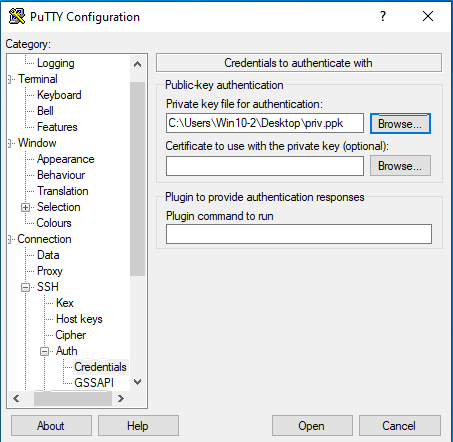 PuTTY Configuration
?
Category:
Logging
Terminal
Keyboard
Bell
Features
Window
Appearance
Behaviour
Translation
Selection
Colours
Connection
Data
Proxy
SSH
Kex
Host keys
Cipher
Auth
Credentials
GSSAPI
Credentials to authenticate with
Public-key authentication
Private key file for authentication:
C:\Users\Win10-2\Desktop\priv.ppk
Browse...
Certificate to use with the private key (optional):
Browse...
Plugin to provide authentication responses
Plugin command to run
About
Help
Open
Cancel